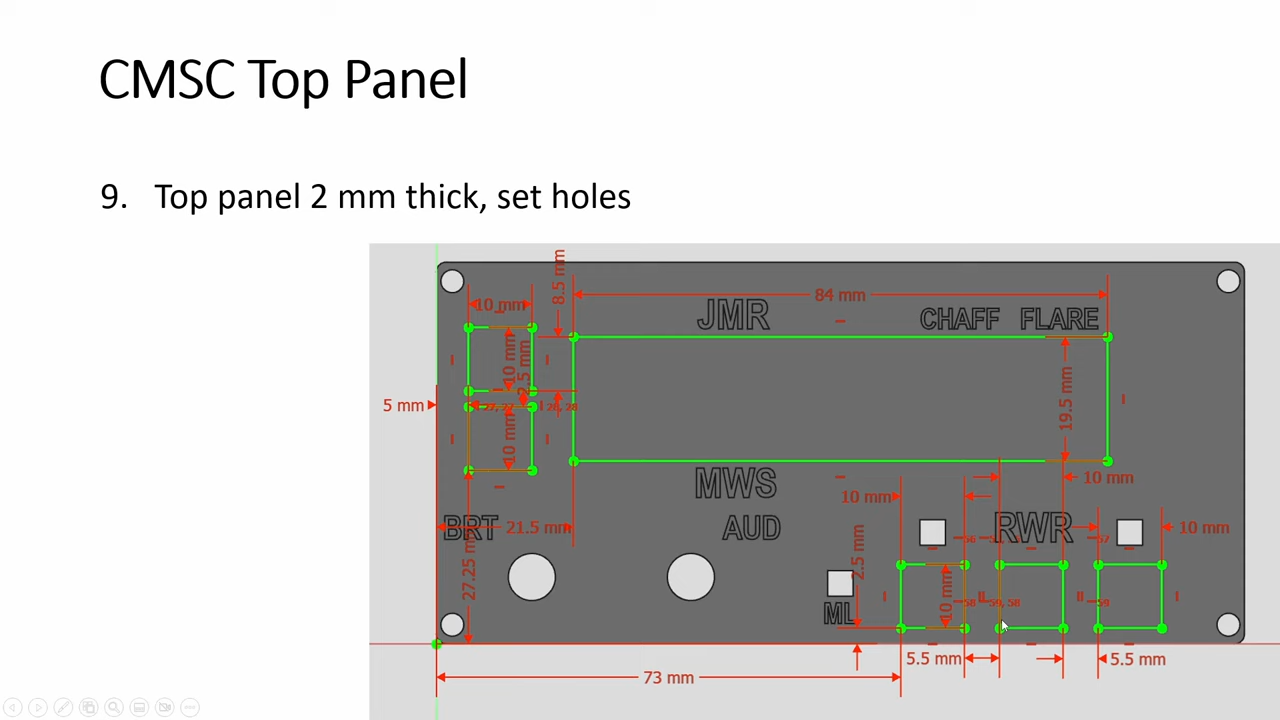 CMSC Top Panel
9. Top panel 2 mm thick, set holes
8.5 mm
84 mm
10 mm
JMR
CHAFF FLARE
10 mm
2.5 mm
19.5 mm
5 mm
10 mm
MWS
10 mm
10 mm
BRT
21.5 mm
AUD
RWR
10 mm
27.25 mm
2.5 mm
10 mm
ML
5.5 mm
5.5 mm
73 mm